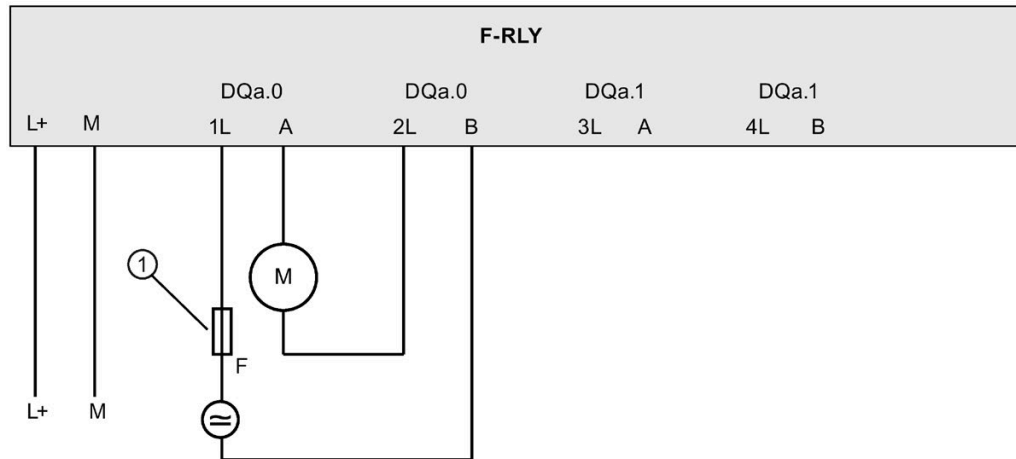 F-RLY
DQa.0 DQa.0 DQa.1 DQa.1
L+ M 1L A 2L B 3L A 4L B
1
M
F
L+ M